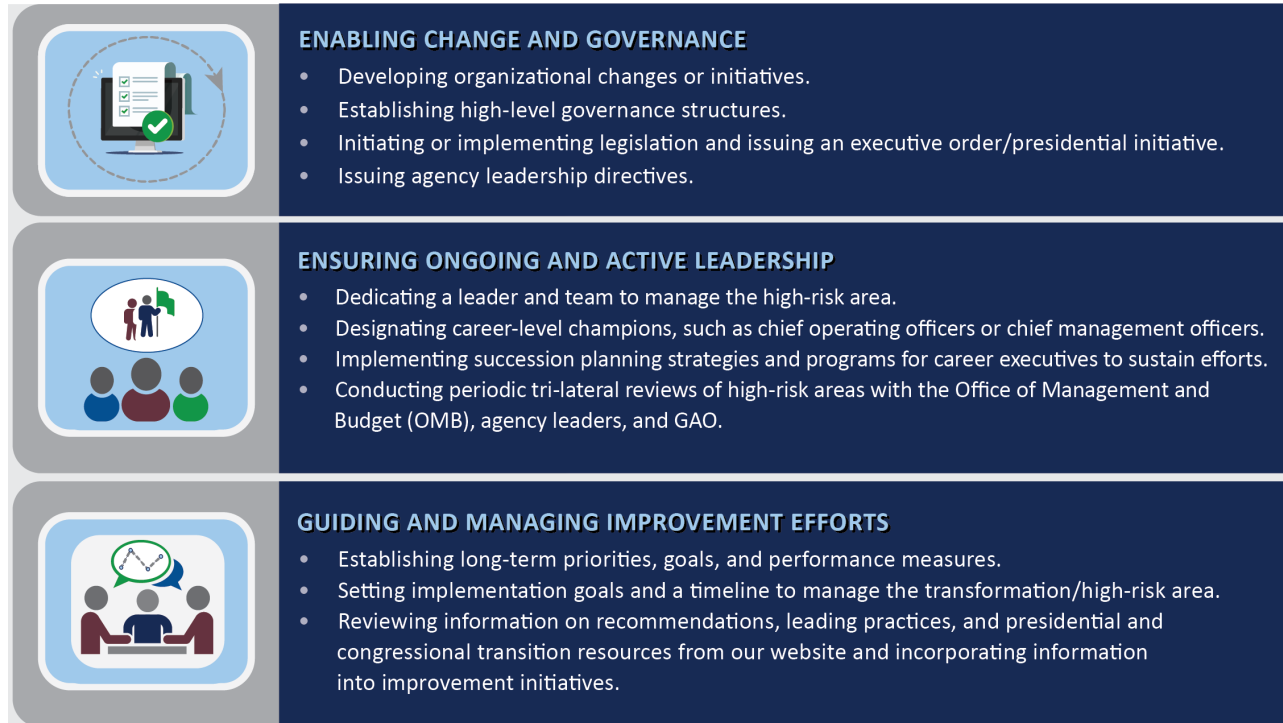 ENABLING CHANGE AND GOVERNANCE
• Developing organizational changes or initiatives.
• Establishing high-level governance structures.
• Initiating or implementing legislation and issuing an executive order/presidential initiative.
• Issuing agency leadership directives.
ENSURING ONGOING AND ACTIVE LEADERSHIP
• Dedicating a leader and team to manage the high-risk area.
• Designating career-level champions, such as chief operating officers or chief management officers.
• Implementing succession planning strategies and programs for career executives to sustain efforts.
• Conducting periodic tri-lateral reviews of high-risk areas with the Office of Management and
Budget (OMB), agency leaders, and GAO.
GUIDING AND MANAGING IMPROVEMENT EFFORTS
• Establishing long-term priorities, goals, and performance measures.
• Setting implementation goals and a timeline to manage the transformation/high-risk area.
• Reviewing information on recommendations, leading practices, and presidential and
congressional transition resources from our website and incorporating information
into improvement initiatives.